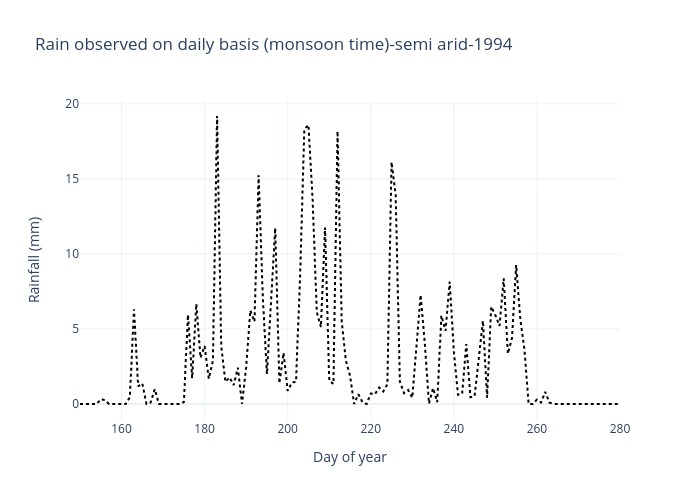 Rain observed on daily basis (monsoon time)-semi arid-1994
Rainfall (mm)
20
15
10
5
0
160 180 200 220 240 260 280
Day of year